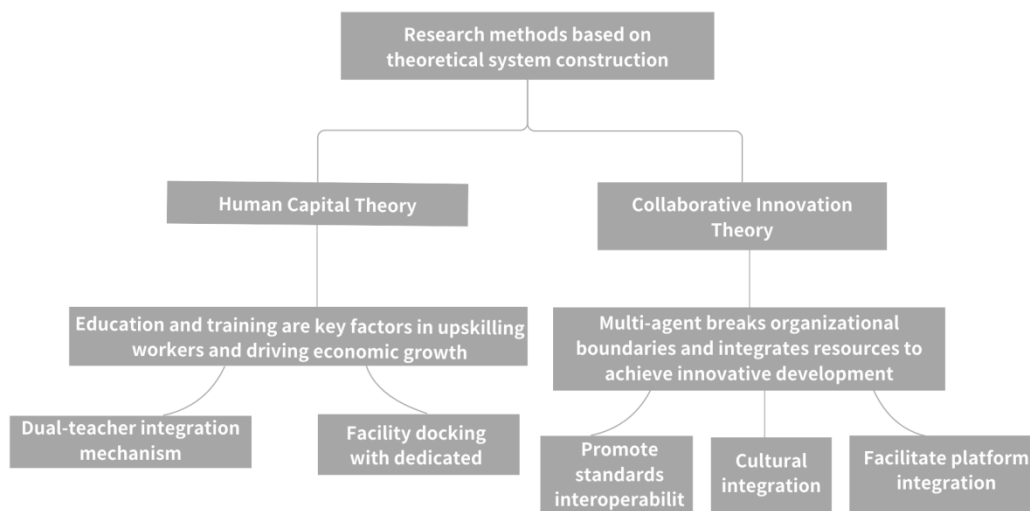 Research methods based on
theoretical system construction
Human Capital Theory
Collaborative Innovation
Theory
Education and training are key factors in upskilling
workers and driving economic growth
Multi-agent breaks organizational
boundaries and integrates resources to
achieve innovative development
Dual-teacher integration
mechanism
Facility docking
with dedicated
Promote
standards
interoperabilit
Cultural
integration
Facilitate platform
integration